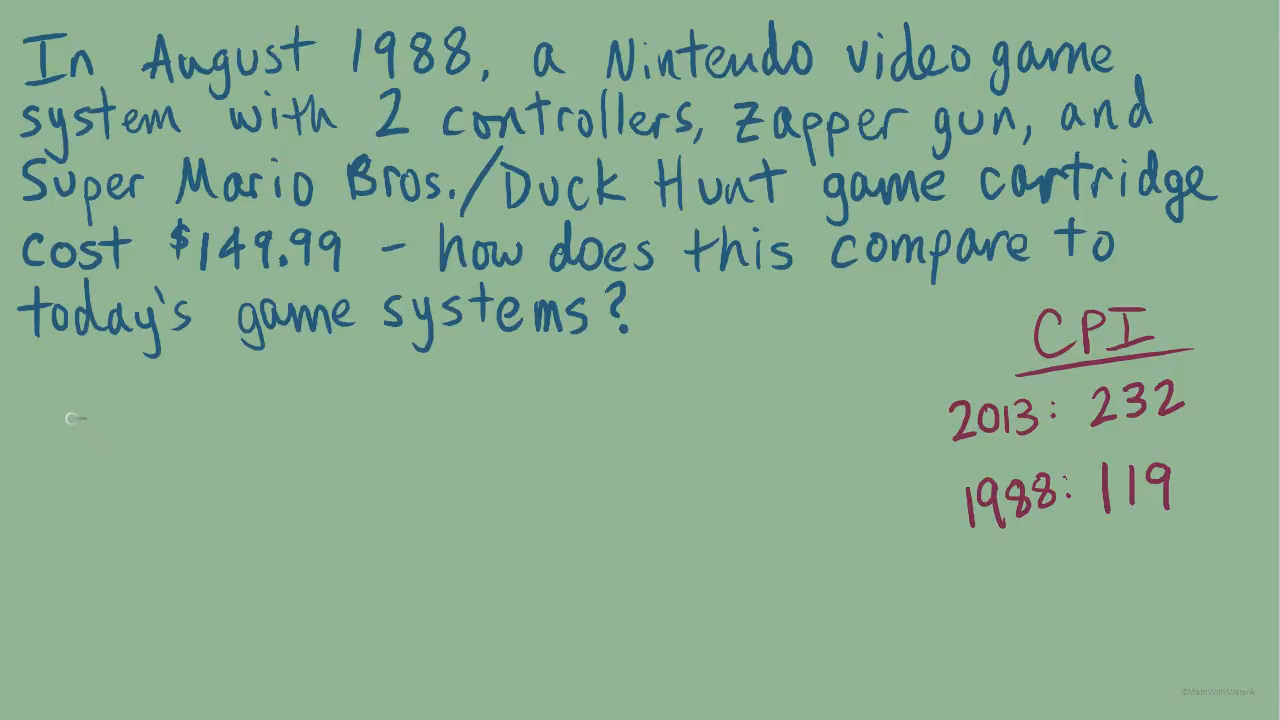 In August 1988, a Nintendo video game
system with 2 controllers, zapper gun, and
Super Mario Bros./Duck Hunt game cartridge
cost $149.99 - how does this compare to
today's game systems?
CPI
2013: 232
1988: 119
©MathWithMisterA